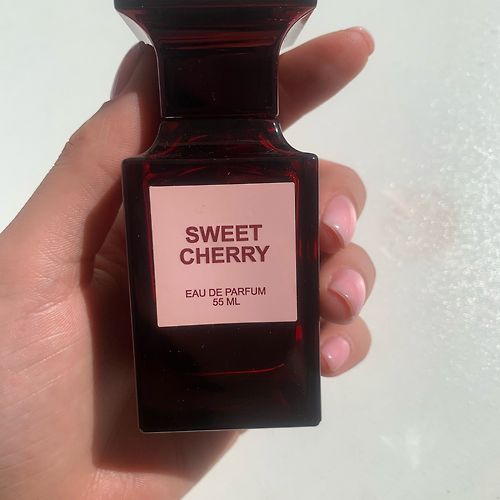 SWEET
CHERRY
EAU DE PARFUM
55 ML